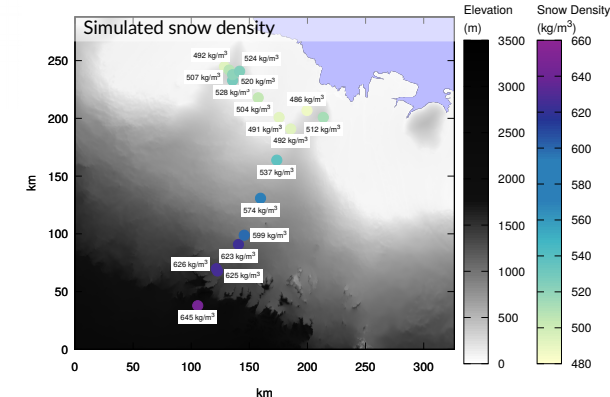 Simulated snow density
Elevation
(m)
Snow Density
(kg/m³)
km
250
200
150
100
50
0
0
50
100
150
200
250
300
km
492 kg/m³
524 kg/m³
507 kg/m³
520 kg/m³
528 kg/m²
504 kg/m³
486 kg/m³
491 kg/m³
512 kg/m³
492 kg/m³
537 kg/m³
574 kg/m³
599 kg/m³
623 kg/m³
626 kg/m³
625 kg/m³
645 kg/m³
3500
3000
2500
2000
1500
1000
500
0
660
640
620
600
580
560
540
520
500
480